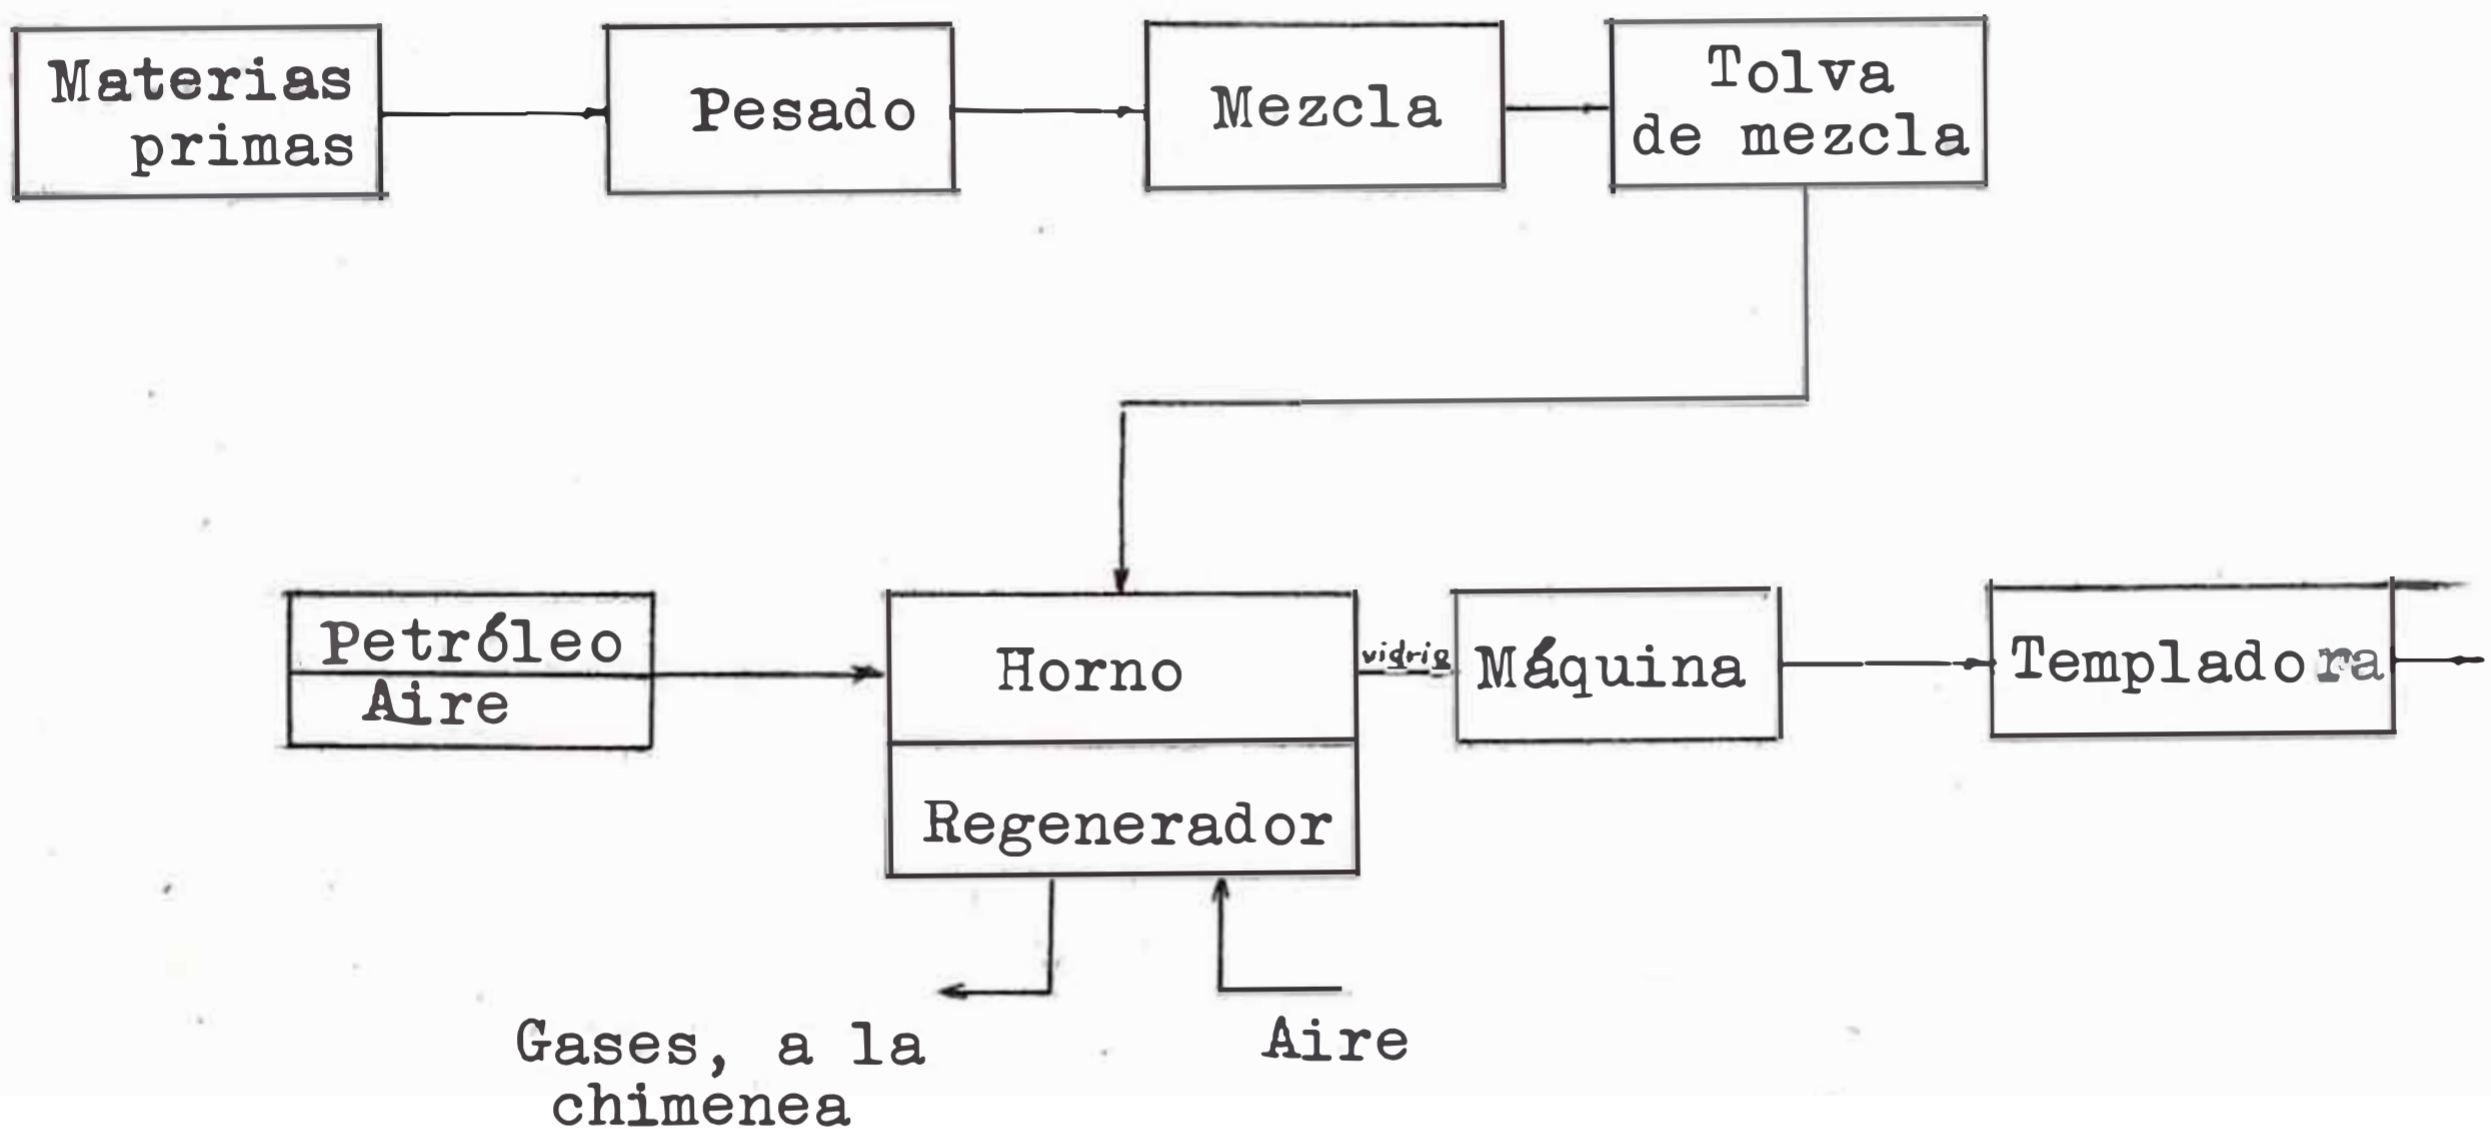 Materias
primas
Pesado
Mezcla
Tolva
de mezcla
Petróleo
Aire
Horno
vidrio
Máquina
Templadora
Regenerador
Gases, a la
chimenea
Aire